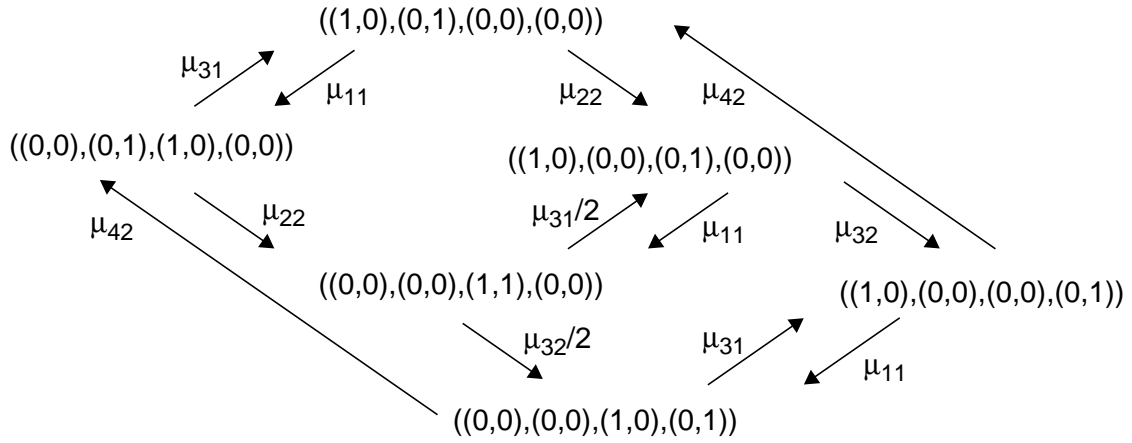 ((1,0),(0,1),(0,0),(0,0))
μ31
μ11
μ22
μ42
((0,0),(0,1),(1,0),(0,0))
((1,0),(0,0),(0,1),(0,0))
μ42
μ22
μ31/2
μ11
μ32
((0,0),(0,0),(1,1),(0,0))
((1,0),(0,0),(0,0),(0,1))
μ32/2
μ31
μ11
((0,0),(0,0),(1,0),(0,1))